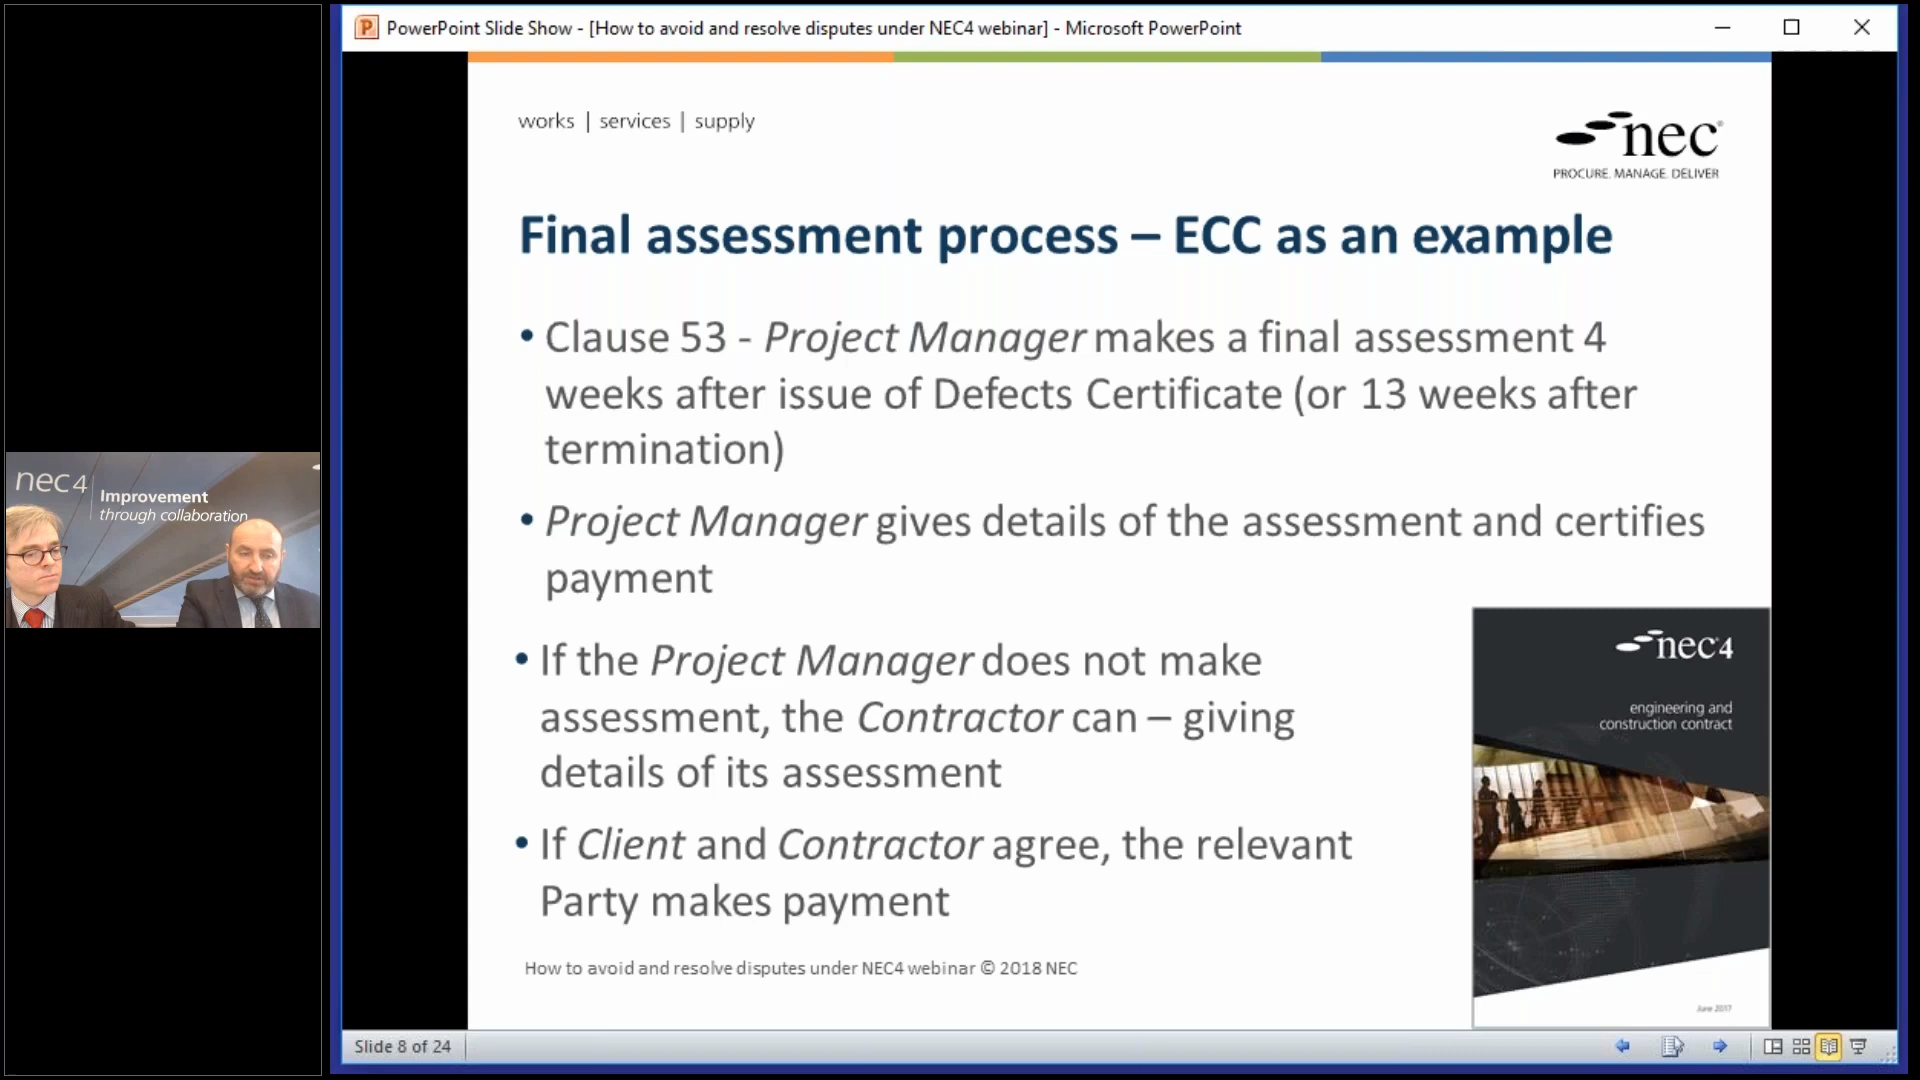 PowerPoint Slide Show - [How to avoid and resolve disputes under NEC4 webinar] - Microsoft PowerPoint
works | services | supply
nec®
PROCURE. MANAGE. DELIVER
Final assessment process – ECC as an example
• Clause 53 - Project Manager makes a final assessment 4
weeks after issue of Defects Certificate (or 13 weeks after
termination)
• Project Manager gives details of the assessment and certifies
payment
• If the Project Manager does not make
assessment, the Contractor can – giving
details of its assessment
• If Client and Contractor agree, the relevant
Party makes payment
How to avoid and resolve disputes under NEC4 webinar © 2018 NEC
nec4
engineering and
construction contract
June 2017
nec4
Improvement
through collaboration
Slide 8 of 24